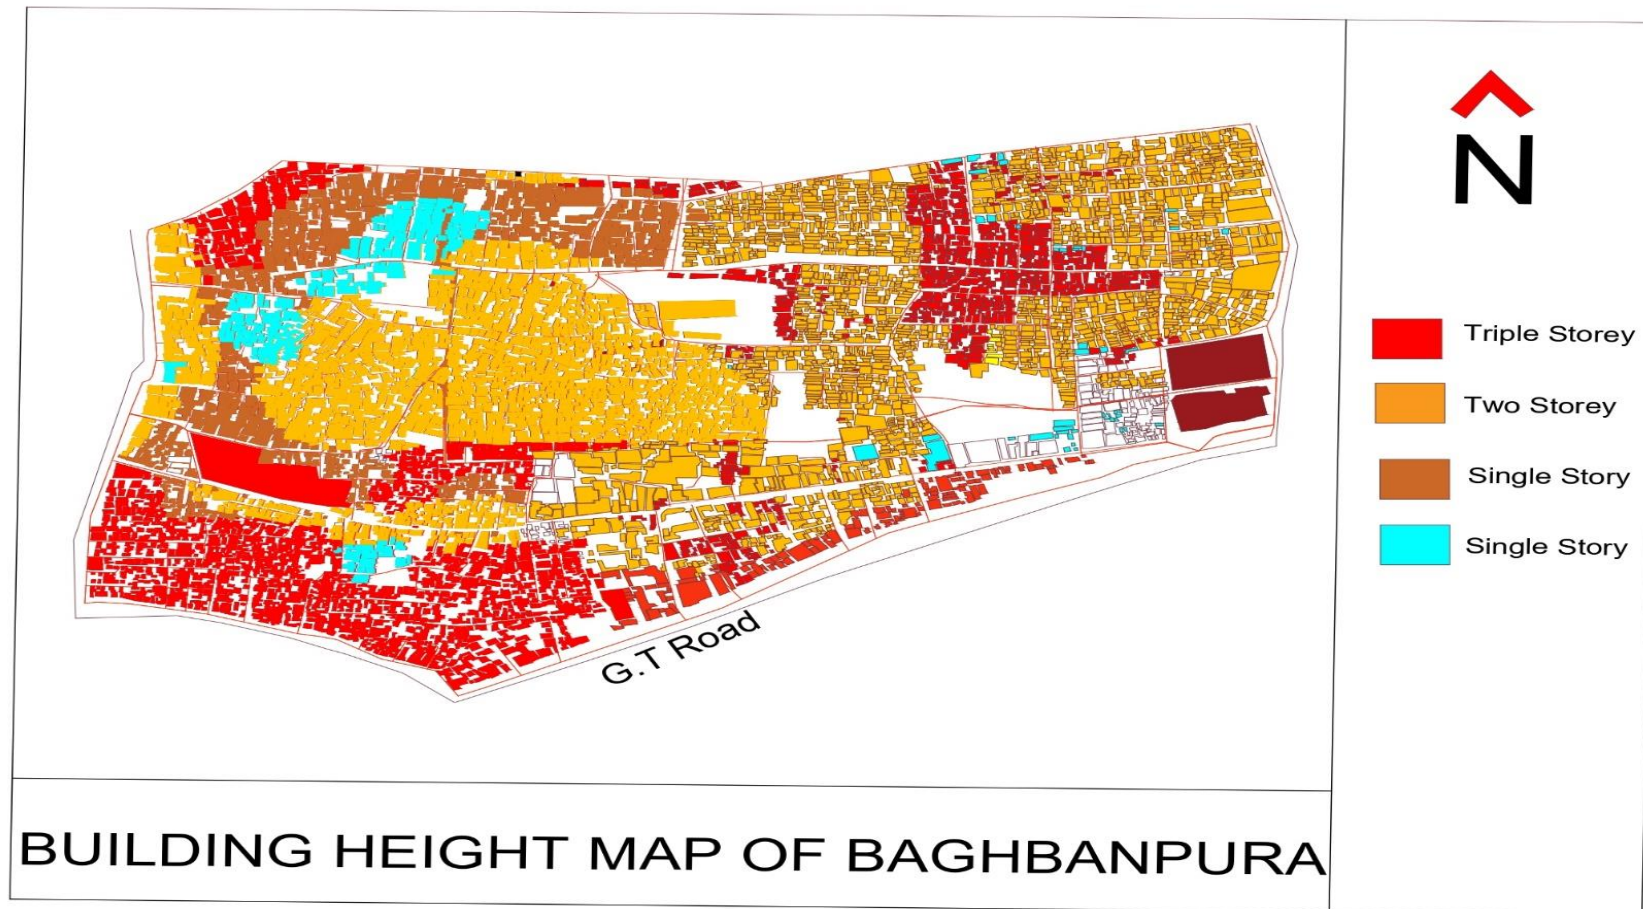 N
Triple Storey
Two Storey
Single Story
Single Story
G.T Road
BUILDING HEIGHT MAP OF BAGHBANPURA